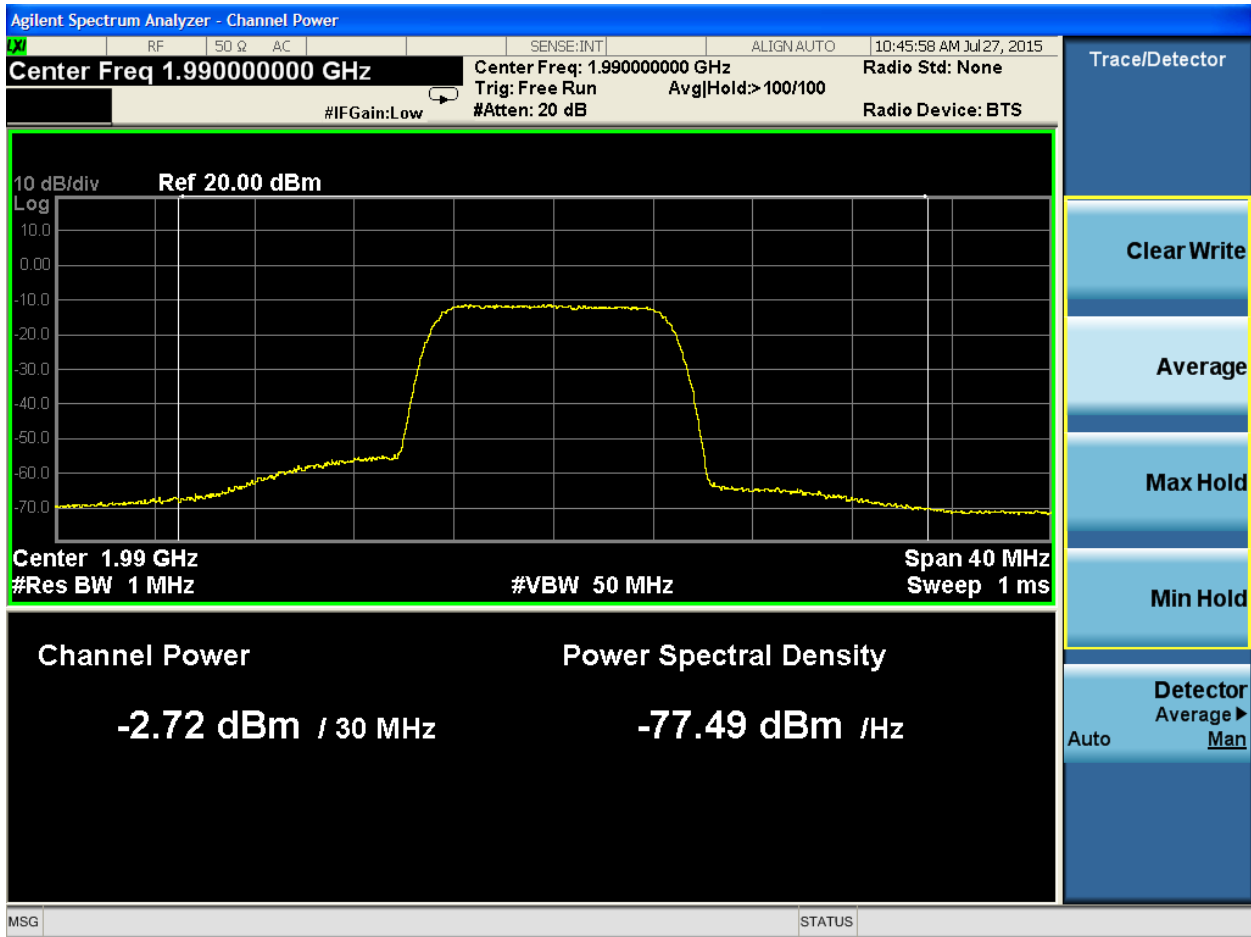 Agilent Spectrum Analyzer - Channel Power
LXI RF 50 Ω AC SENSE:INT ALIGN AUTO 10:45:58 AM Jul 27, 2015
Center Freq 1.990000000 GHz
Center Freq: 1.990000000 GHz
Radio Std: None
Trig: Free Run Avg|Hold:> 100/100
#IFGain:Low
#Atten: 20 dB
Radio Device: BTS
10 dB/div Ref 20.00 dBm
Log
10.0
0.00
-10.0
-20.0
-30.0
-40.0
-50.0
-60.0
-70.0
Center 1.99 GHz Span 40 MHz
#Res BW 1 MHz #VBW 50 MHz Sweep 1 ms
Channel Power Power Spectral Density
-2.72 dBm / 30 MHz -77.49 dBm /Hz
Trace/Detector
Clear Write
Average
Max Hold
Min Hold
Detector
Average▶
Auto Man
MSG STATUS